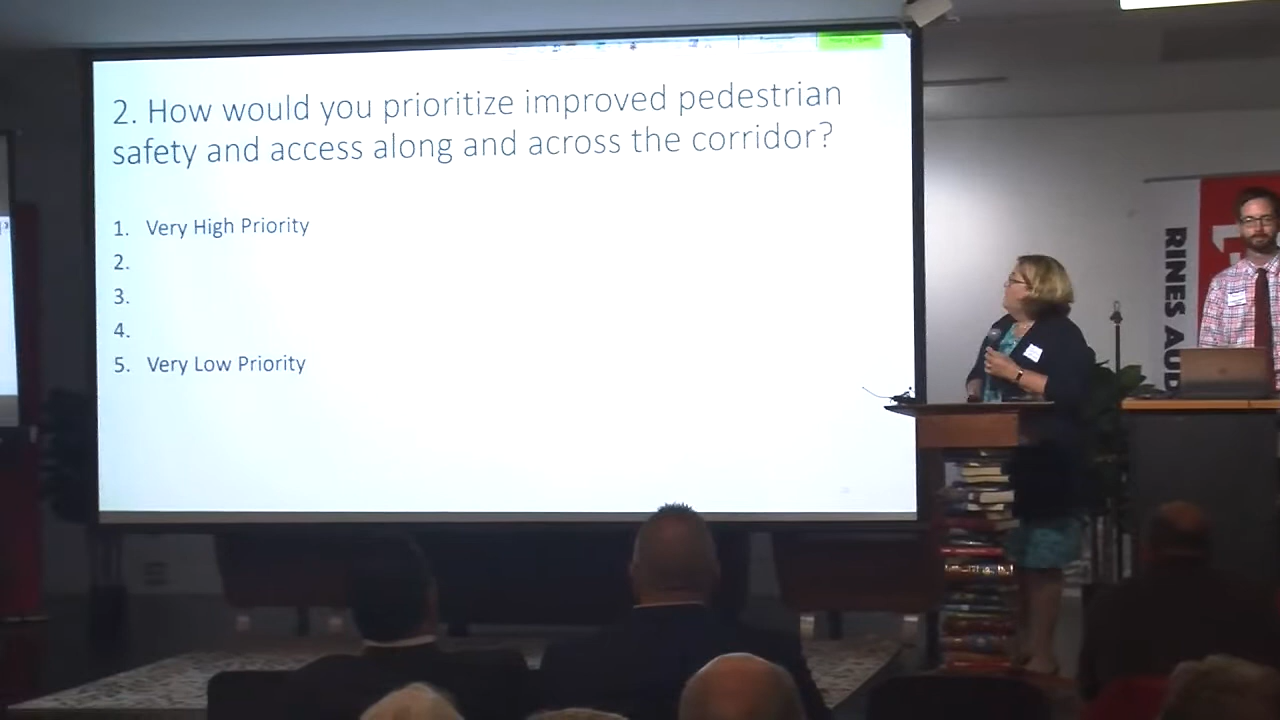 2. How would you prioritize improved pedestrian
safety and access along and across the corridor?
1. Very High Priority
2.
3.
4.
5. Very Low Priority
RINES AUD